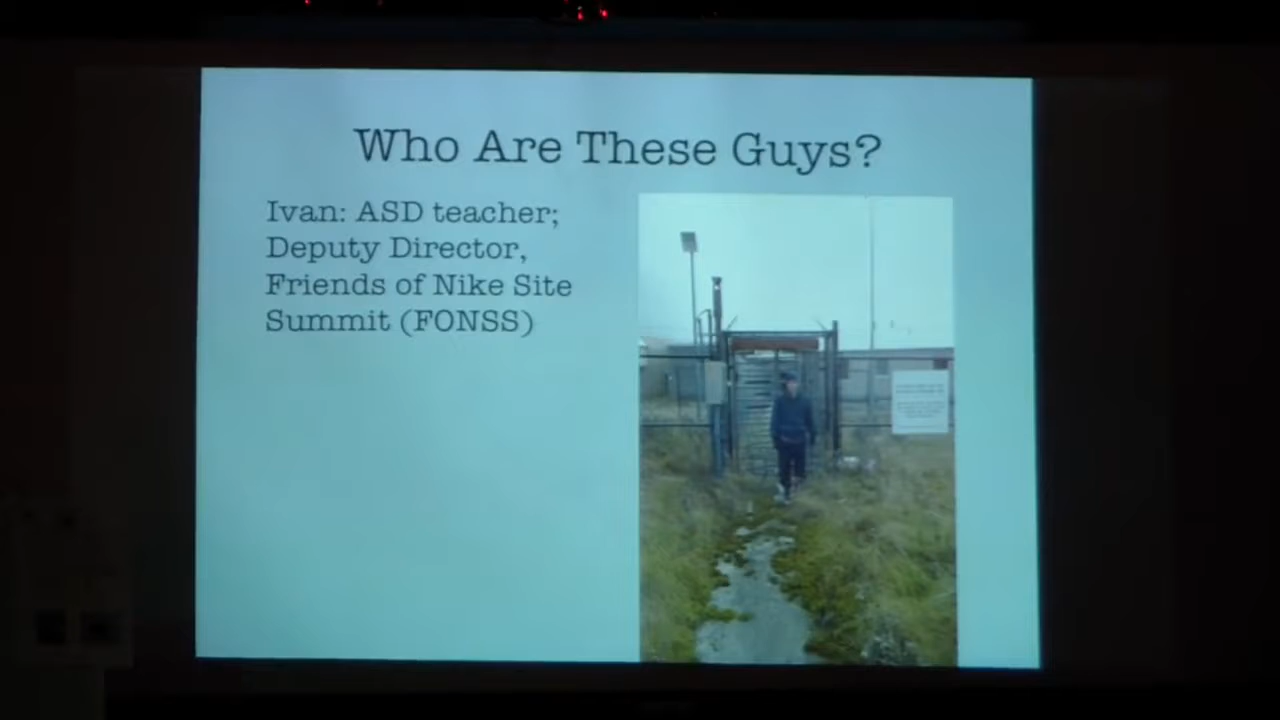 Who Are These Guys?
Ivan: ASD teacher;
Deputy Director,
Friends of Nike Site
Summit (FONSS)